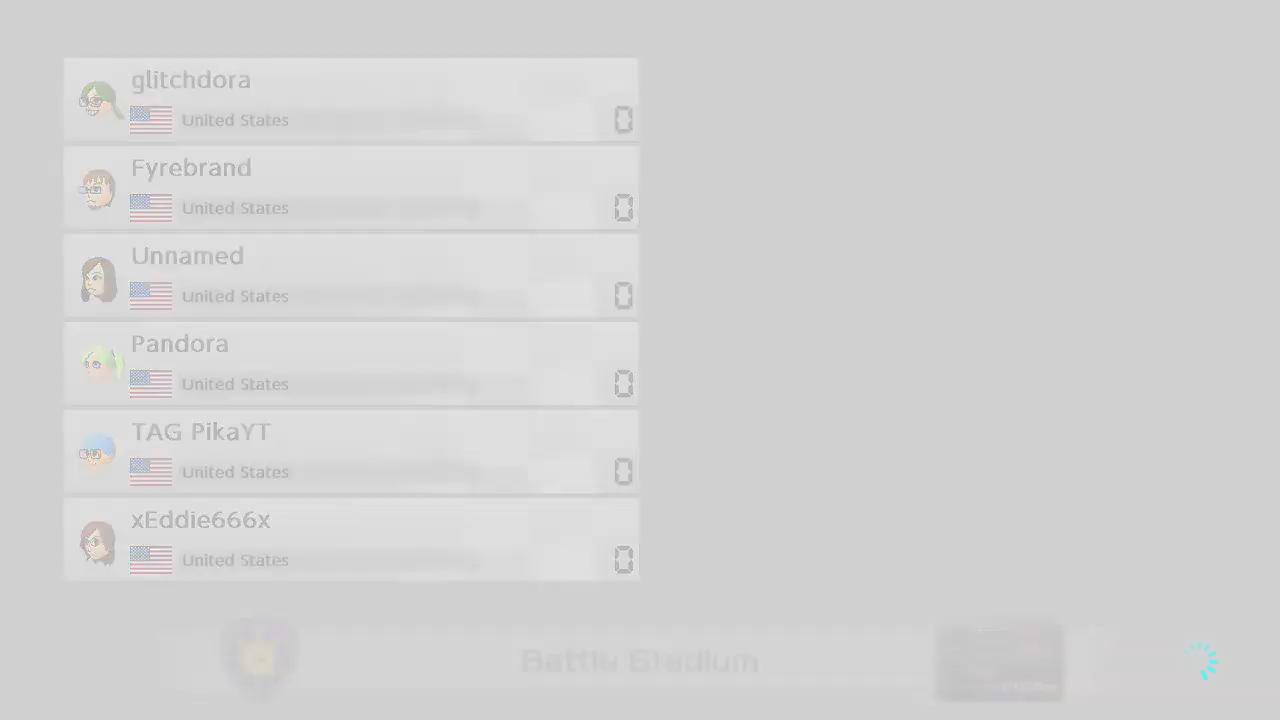 glitchdora
United States 0
Fyrebrand
United States 0
Unnamed
United States 0
Pandora
United States 0
TAG PikaYT
United States 0
xEddie666x
United States 0
Battle Stadium